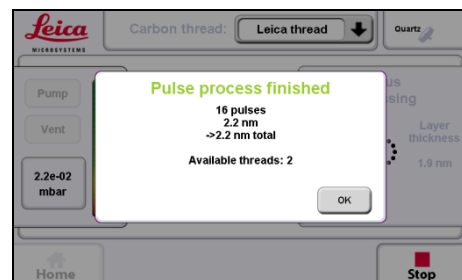 Leica
MICROSYSTEMS
Carbon thread:
Leica thread
Quartz
Pump
Vent
2.2e-02
mbar
Pulse process finished
16 pulses
2.2 nm
->2.2 nm total
Available threads: 2
OK
Layer
thickness
1.9 nm
Home
Stop